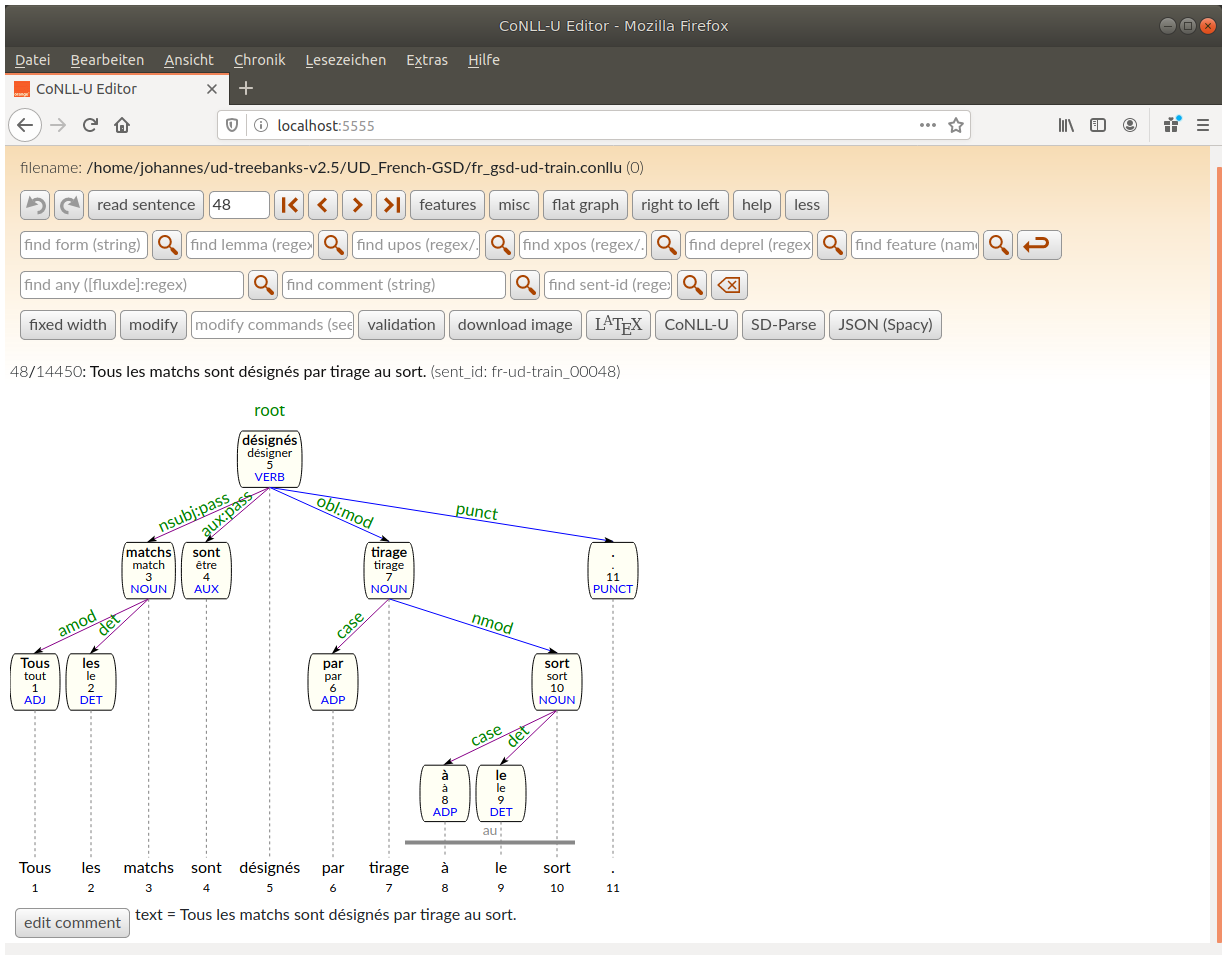 CoNLL-U Editor - Mozilla Firefox
Datei Bearbeiten Ansicht Chronik Lesezeichen Extras Hilfe
CoNLL-U Editor
localhost:5555
filename: /home/johannes/ud-treebanks-v2.5/UD_French-GSD/fr_gsd-ud-train.conllu (0)
read sentence 48 features misc flat graph right to left help less
find form (string) find lemma (regex find upos (regex/. find xpos (regex/. find deprel (regex find feature (name
find any ([fluxde]:regex) find comment (string) find sent-id (regex
fixed width modify modify commands (see validation download image LATEX CoNLL-U SD-Parse JSON (Spacy)
48/14450: Tous les matchs sont désignés par tirage au sort. (sent_id: fr-ud-train_00048)
root
désignés
désigner
5
VERB
nsubj:pass aux:pass obl:mod punct
matchs sont tirage .
match être tirage .
3 4 7 11
NOUN AUX NOUN PUNCT
amod det case nmod
Tous les par sort
tout le par sort
1 2 6 10
ADJ DET ADP NOUN
case det
à le
à le
8 9
ADP DET
au
Tous les matchs sont désignés par tirage à le sort .
1 2 3 4 5 6 7 8 9 10 11
edit comment text = Tous les matchs sont désignés par tirage au sort.